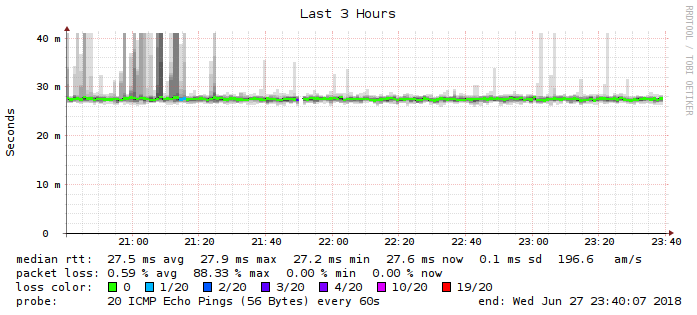 Last 3 Hours
RRDTOOL / TOBI OETIKER
Seconds
40 m
30 m
20 m
10 m
0
21:00 21:20 21:40 22:00 22:20 22:40 23:00 23:20 23:40
median rtt: 27.5 ms avg 27.9 ms max 27.2 ms min 27.6 ms now 0.1 ms sd 196.6 am/s
packet loss: 0.59 % avg 88.33 % max 0.00 % min 0.00 % now
loss color: 0 1/20 2/20 3/20 4/20 10/20 19/20
probe: 20 ICMP Echo Pings (56 Bytes) every 60s end: Wed Jun 27 23:40:07 2018